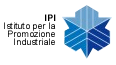 IPI
Istituto per la
Promozione
Industriale